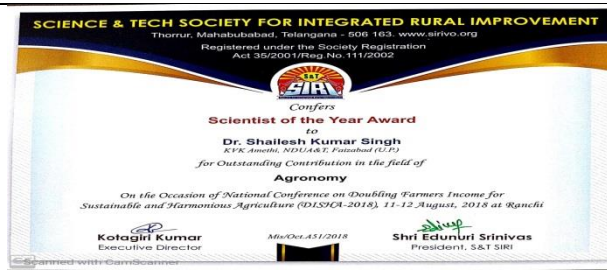 SCIENCE & TECH SOCIETY FOR INTEGRATED RURAL IMPROVEMENT
Thorrur, Mahabubabad, Telangana - 506 163. www.sirivo.org
Registered under the Society Registration
Act 35/2001/Reg.No.111/2002
S&T
SIRI
Confers
Scientist of the Year Award
to
Dr. Shailesh Kumar Singh
KVK Amethi, NDUA&T, Faizabad (U.P.)
for Outstanding Contribution in the field of
Agronomy
On the Occasion of National Conference on Doubling Farmers Income for
Sustainable and Harmonious Agriculture (DISHA-2018), 11-12 August, 2018 at Ranchi
Kotagiri Kumar
Executive Director
Mis/Oct.A51/2018
Shri Edunuri Srinivas
President, S&T SIRI
CS Scanned with CamScanner